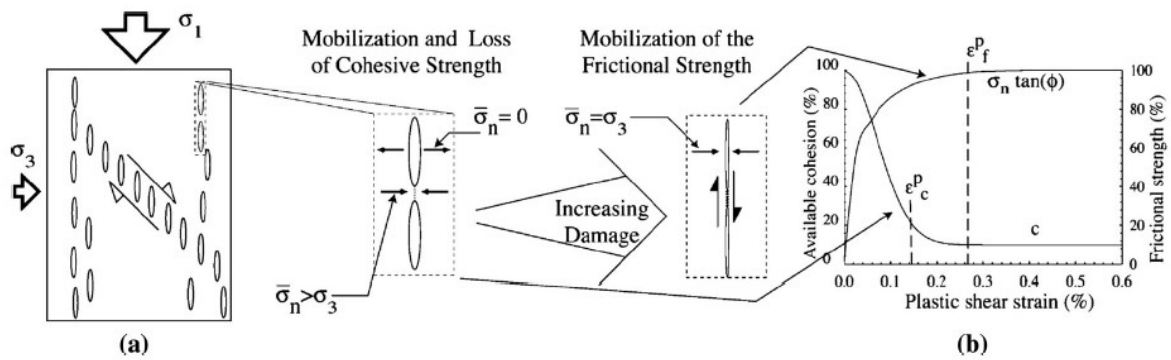 σ₁
σ₃
Mobilization and Loss
of Cohesive Strength
σ̅ₙ= 0
σ̅ₙ>σ₃
Increasing
Damage
Mobilization of the
Frictional Strength
σ̅ₙ=σ₃
(a)
Available cohesion (%)
100
80
60
40
20
0
εᵖf
σₙ tan(ϕ)
εᵖc
c
100
80
60
40
20
0
Frictional strength (%)
0.0 0.1 0.2 0.3 0.4 0.5 0.6
Plastic shear strain (%)
(b)